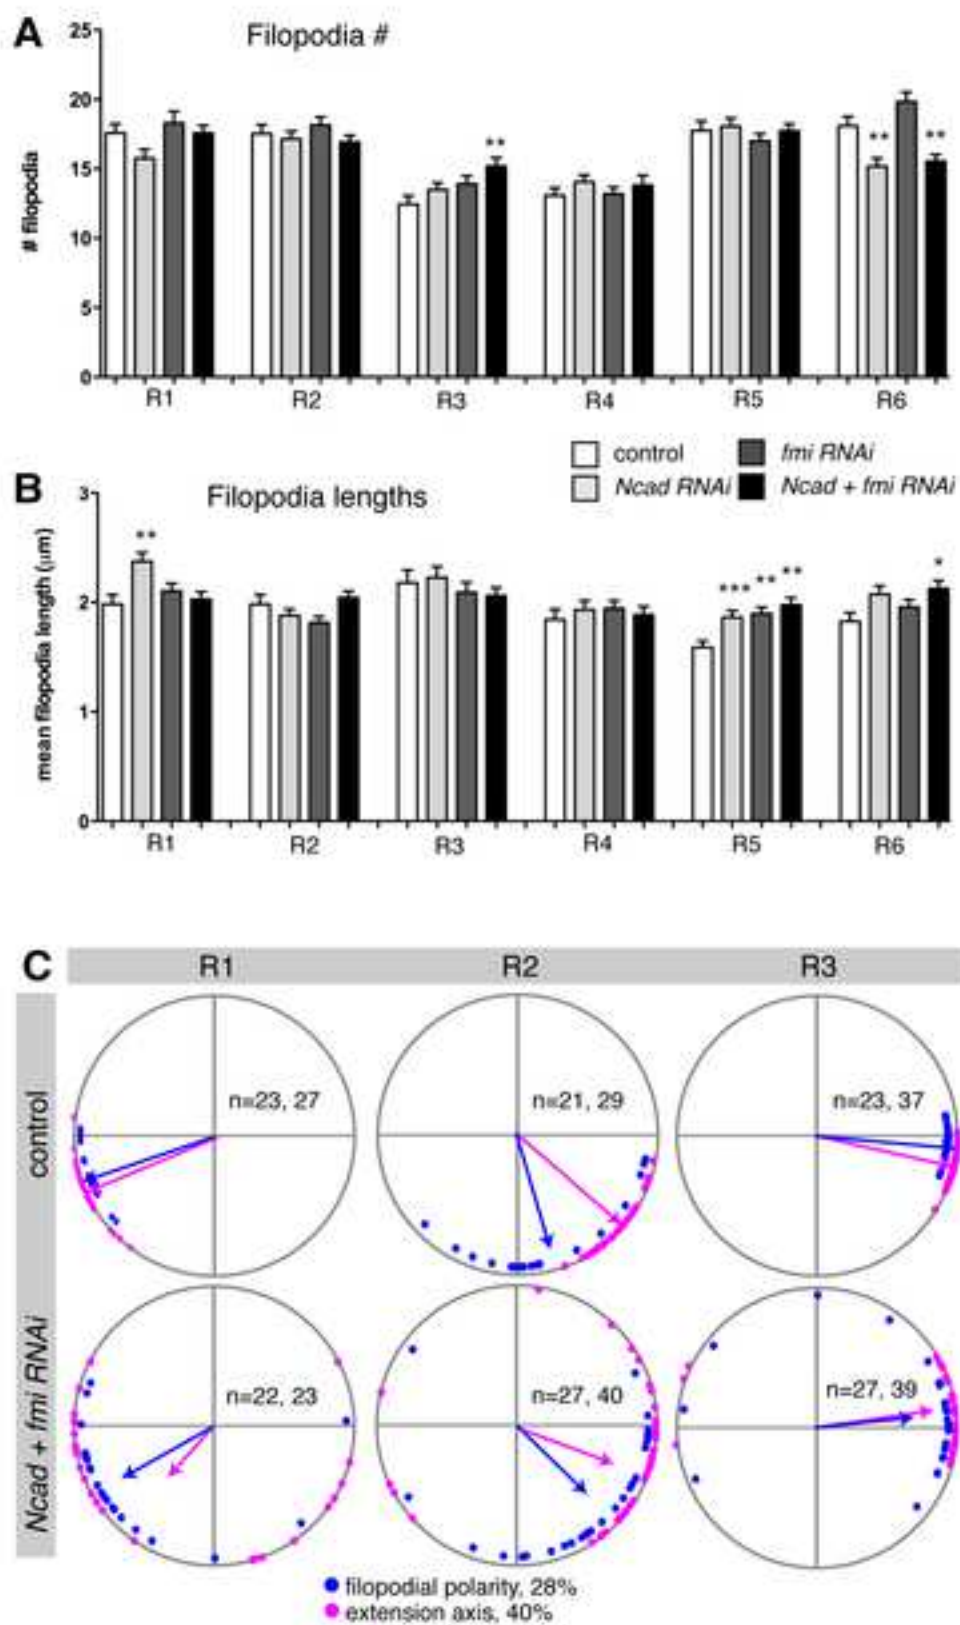 A
Filopodia #
25
20
15
10
5
0
# filopodia
**
**
**
R1 R2 R3 R4 R5 R6
control
fmi RNAi
Ncad RNAi
Ncad + fmi RNAi
B
Filopodia lengths
3
2
1
0
mean filopodia length (μm)
**
***
**
**
*
R1 R2 R3 R4 R5 R6
C
R1 R2 R3
control
n=23, 27
n=21, 29
n=23, 37
Ncad + fmi RNAi
n=22, 23
n=27, 40
n=27, 39
filopodial polarity, 28%
extension axis, 40%